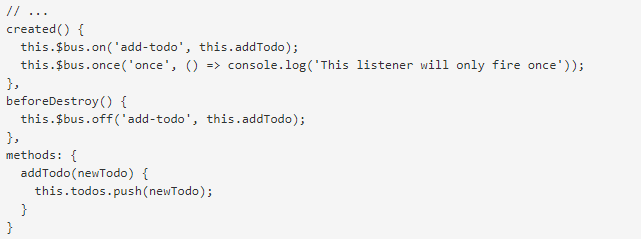 // ...
created() {
  this.$bus.on('add-todo', this.addTodo);
  this.$bus.once('once', () => console.log('This listener will only fire once'));
},
beforeDestroy() {
  this.$bus.off('add-todo', this.addTodo);
},
methods: {
  addTodo(newTodo) {
    this.todos.push(newTodo);
  }
}